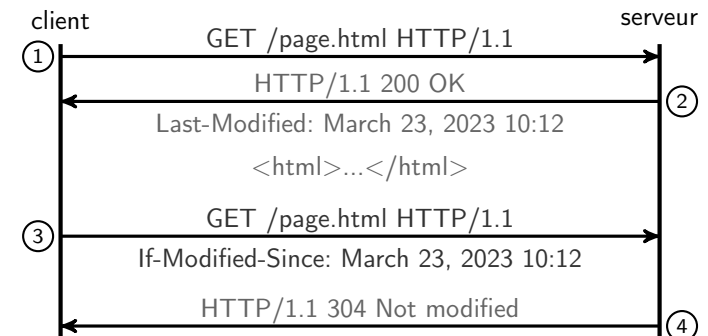 client
serveur
GET /page.html HTTP/1.1
1
HTTP/1.1 200 OK
2
Last-Modified: March 23, 2023 10:12
<html>...</html>
GET /page.html HTTP/1.1
3
If-Modified-Since: March 23, 2023 10:12
HTTP/1.1 304 Not modified
4